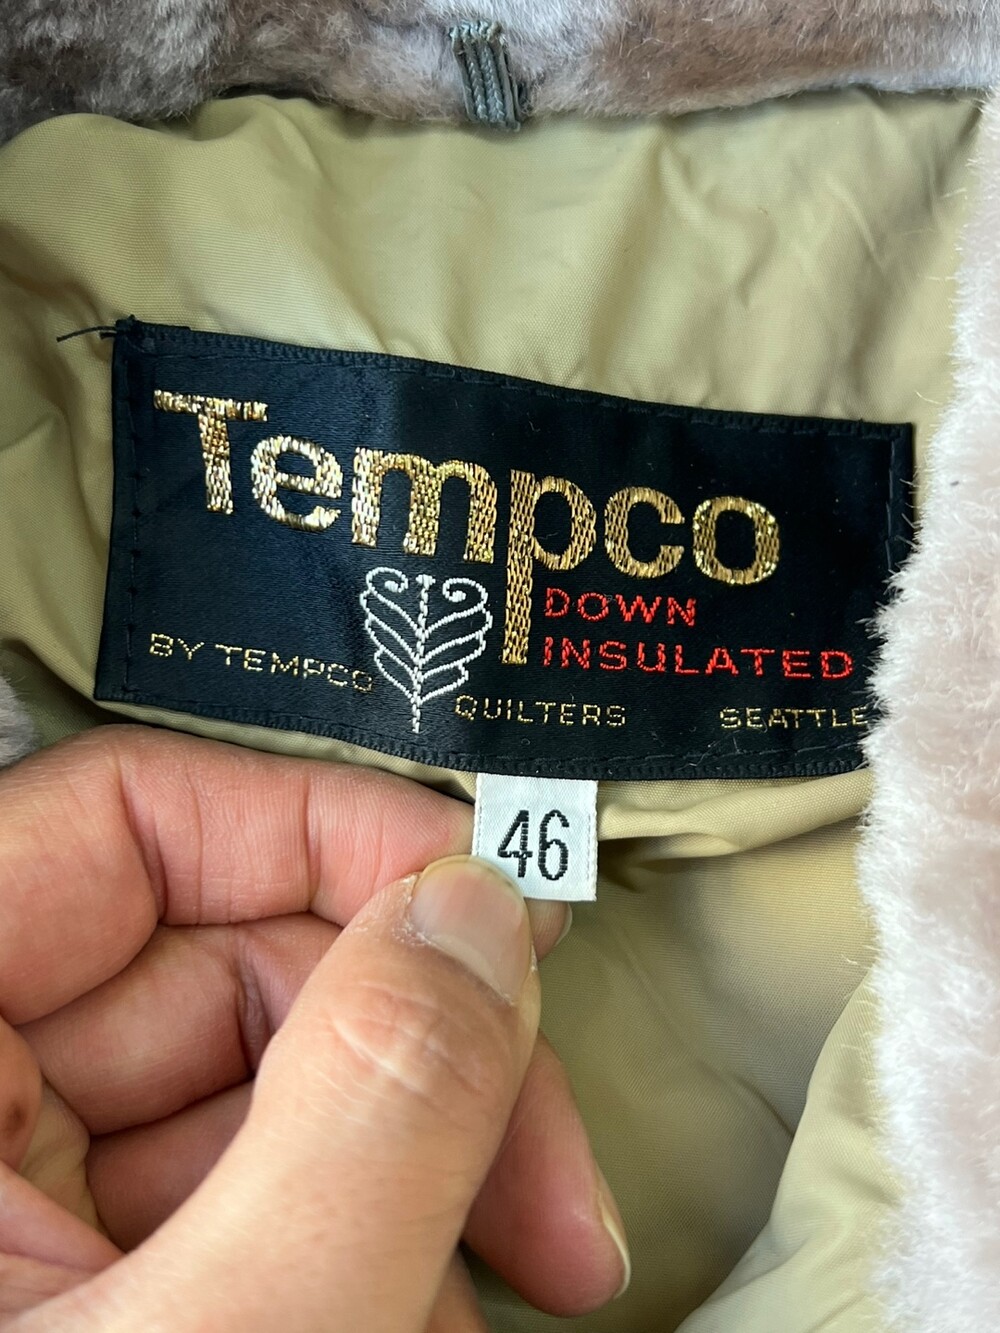 Tempco
DOWN
INSULATED
BY TEMPCO QUILTERS SEATTLE
46